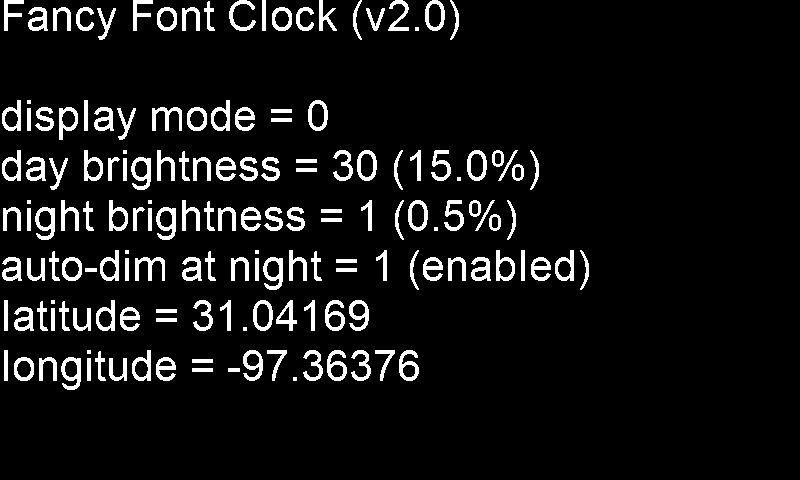 Fancy Font Clock (v2.0)
display mode = 0
day brightness = 30 (15.0%)
night brightness = 1 (0.5%)
auto-dim at night = 1 (enabled)
latitude = 31.04169
longitude = -97.36376